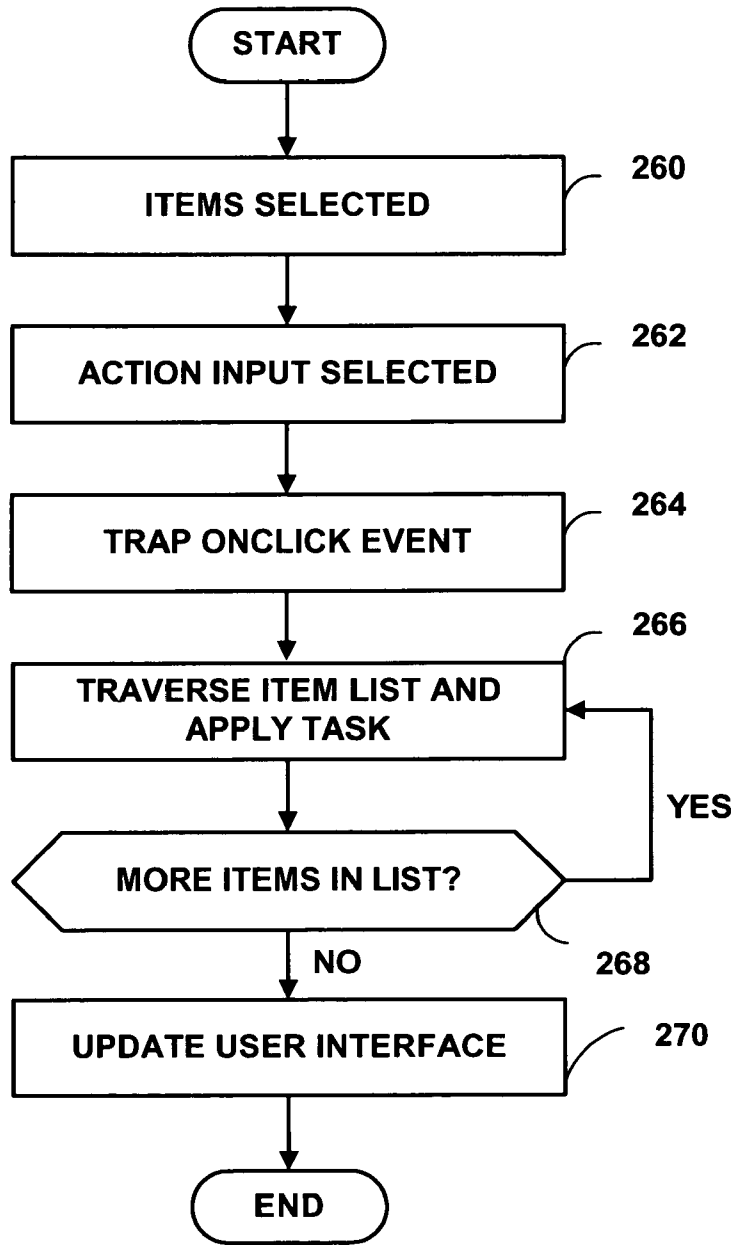 START
ITEMS SELECTED
260
ACTION INPUT SELECTED
262
TRAP ONCLICK EVENT
264
TRAVERSE ITEM LIST AND
APPLY TASK
266
YES
MORE ITEMS IN LIST?
268
NO
UPDATE USER INTERFACE
270
END